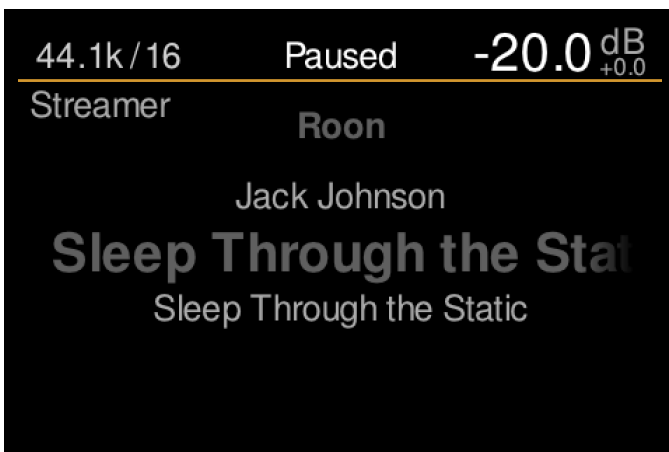 44.1k/16 Paused -20.0 dB
+0.0
Streamer
Roon
Jack Johnson
Sleep Through the Stat
Sleep Through the Static